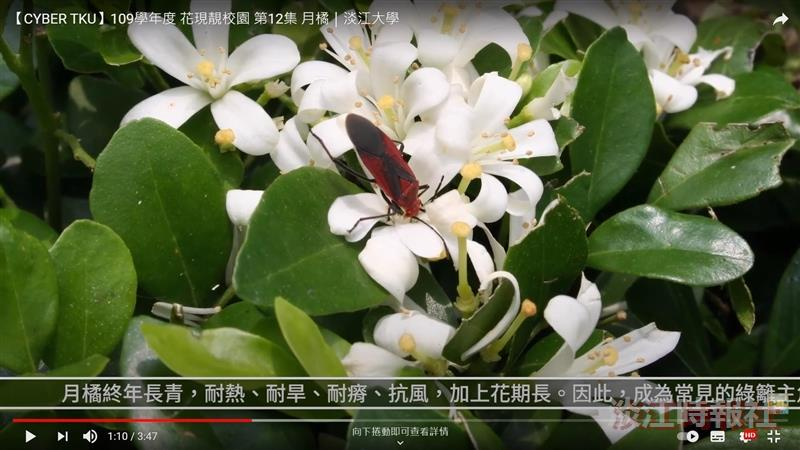 【CYBER TKU】109學年度 花現靚校園 第12集 月橘｜淡江大學
月橘終年長青，耐熱、耐旱、耐瘠、抗風，加上花期長。因此，成為常見的綠籬主
淡江時報社
1:10 / 3:47
向下捲動即可查看詳情
HD